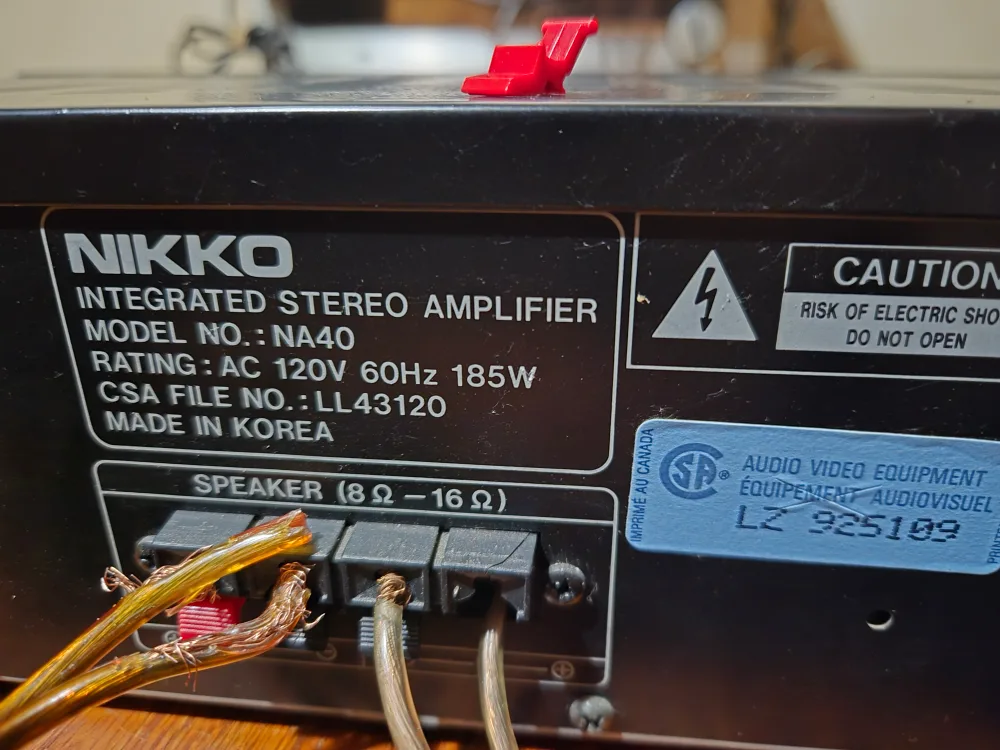 NIKKO
INTEGRATED STEREO AMPLIFIER
MODEL NO.: NA40
RATING: AC 120V 60Hz 185W
CSA FILE NO.: LL43120
MADE IN KOREA
SPEAKER (8Ω – 16Ω)
CAUTION
RISK OF ELECTRIC SHO
DO NOT OPEN
IMPRIMÉ AU CANADA
SA ®
AUDIO VIDEO EQUIPMENT
ÉQUIPEMENT AUDIOVISUEL
LZ 925109